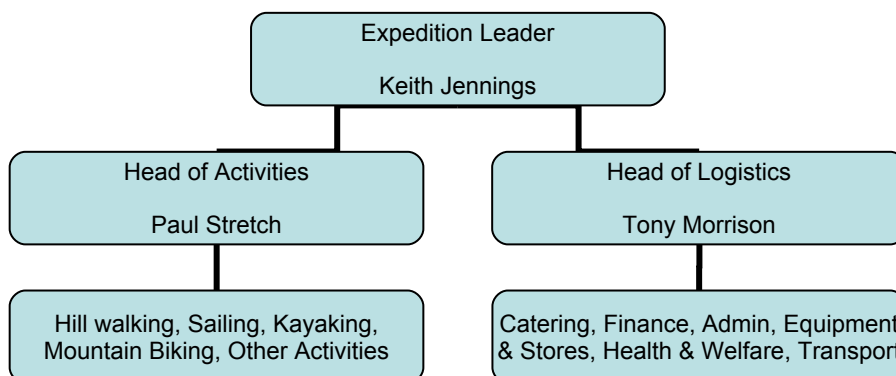 Expedition Leader
Keith Jennings
Head of Activities
Paul Stretch
Head of Logistics
Tony Morrison
Hill walking, Sailing, Kayaking,
Mountain Biking, Other Activities
Catering, Finance, Admin, Equipment
& Stores, Health & Welfare, Transport